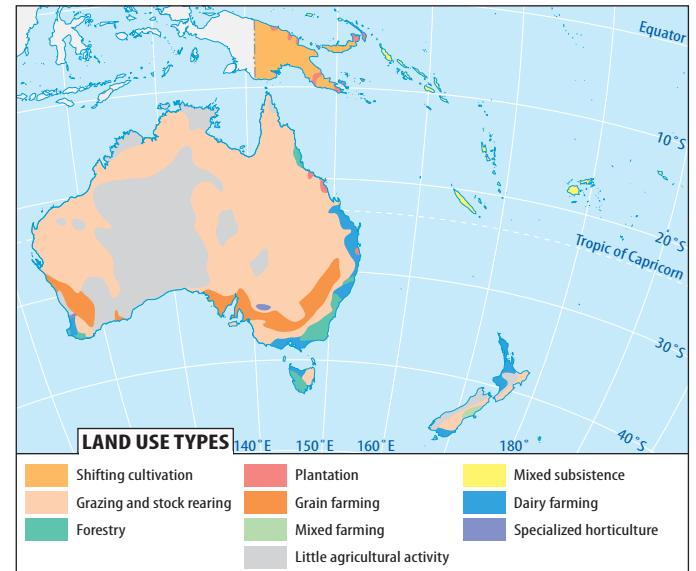 Equator
10°S
20°S
Tropic of Capricorn
30°S
40°S
140°E 150°E 160°E 180°
LAND USE TYPES
Shifting cultivation
Grazing and stock rearing
Forestry
Plantation
Grain farming
Mixed farming
Little agricultural activity
Mixed subsistence
Dairy farming
Specialized horticulture